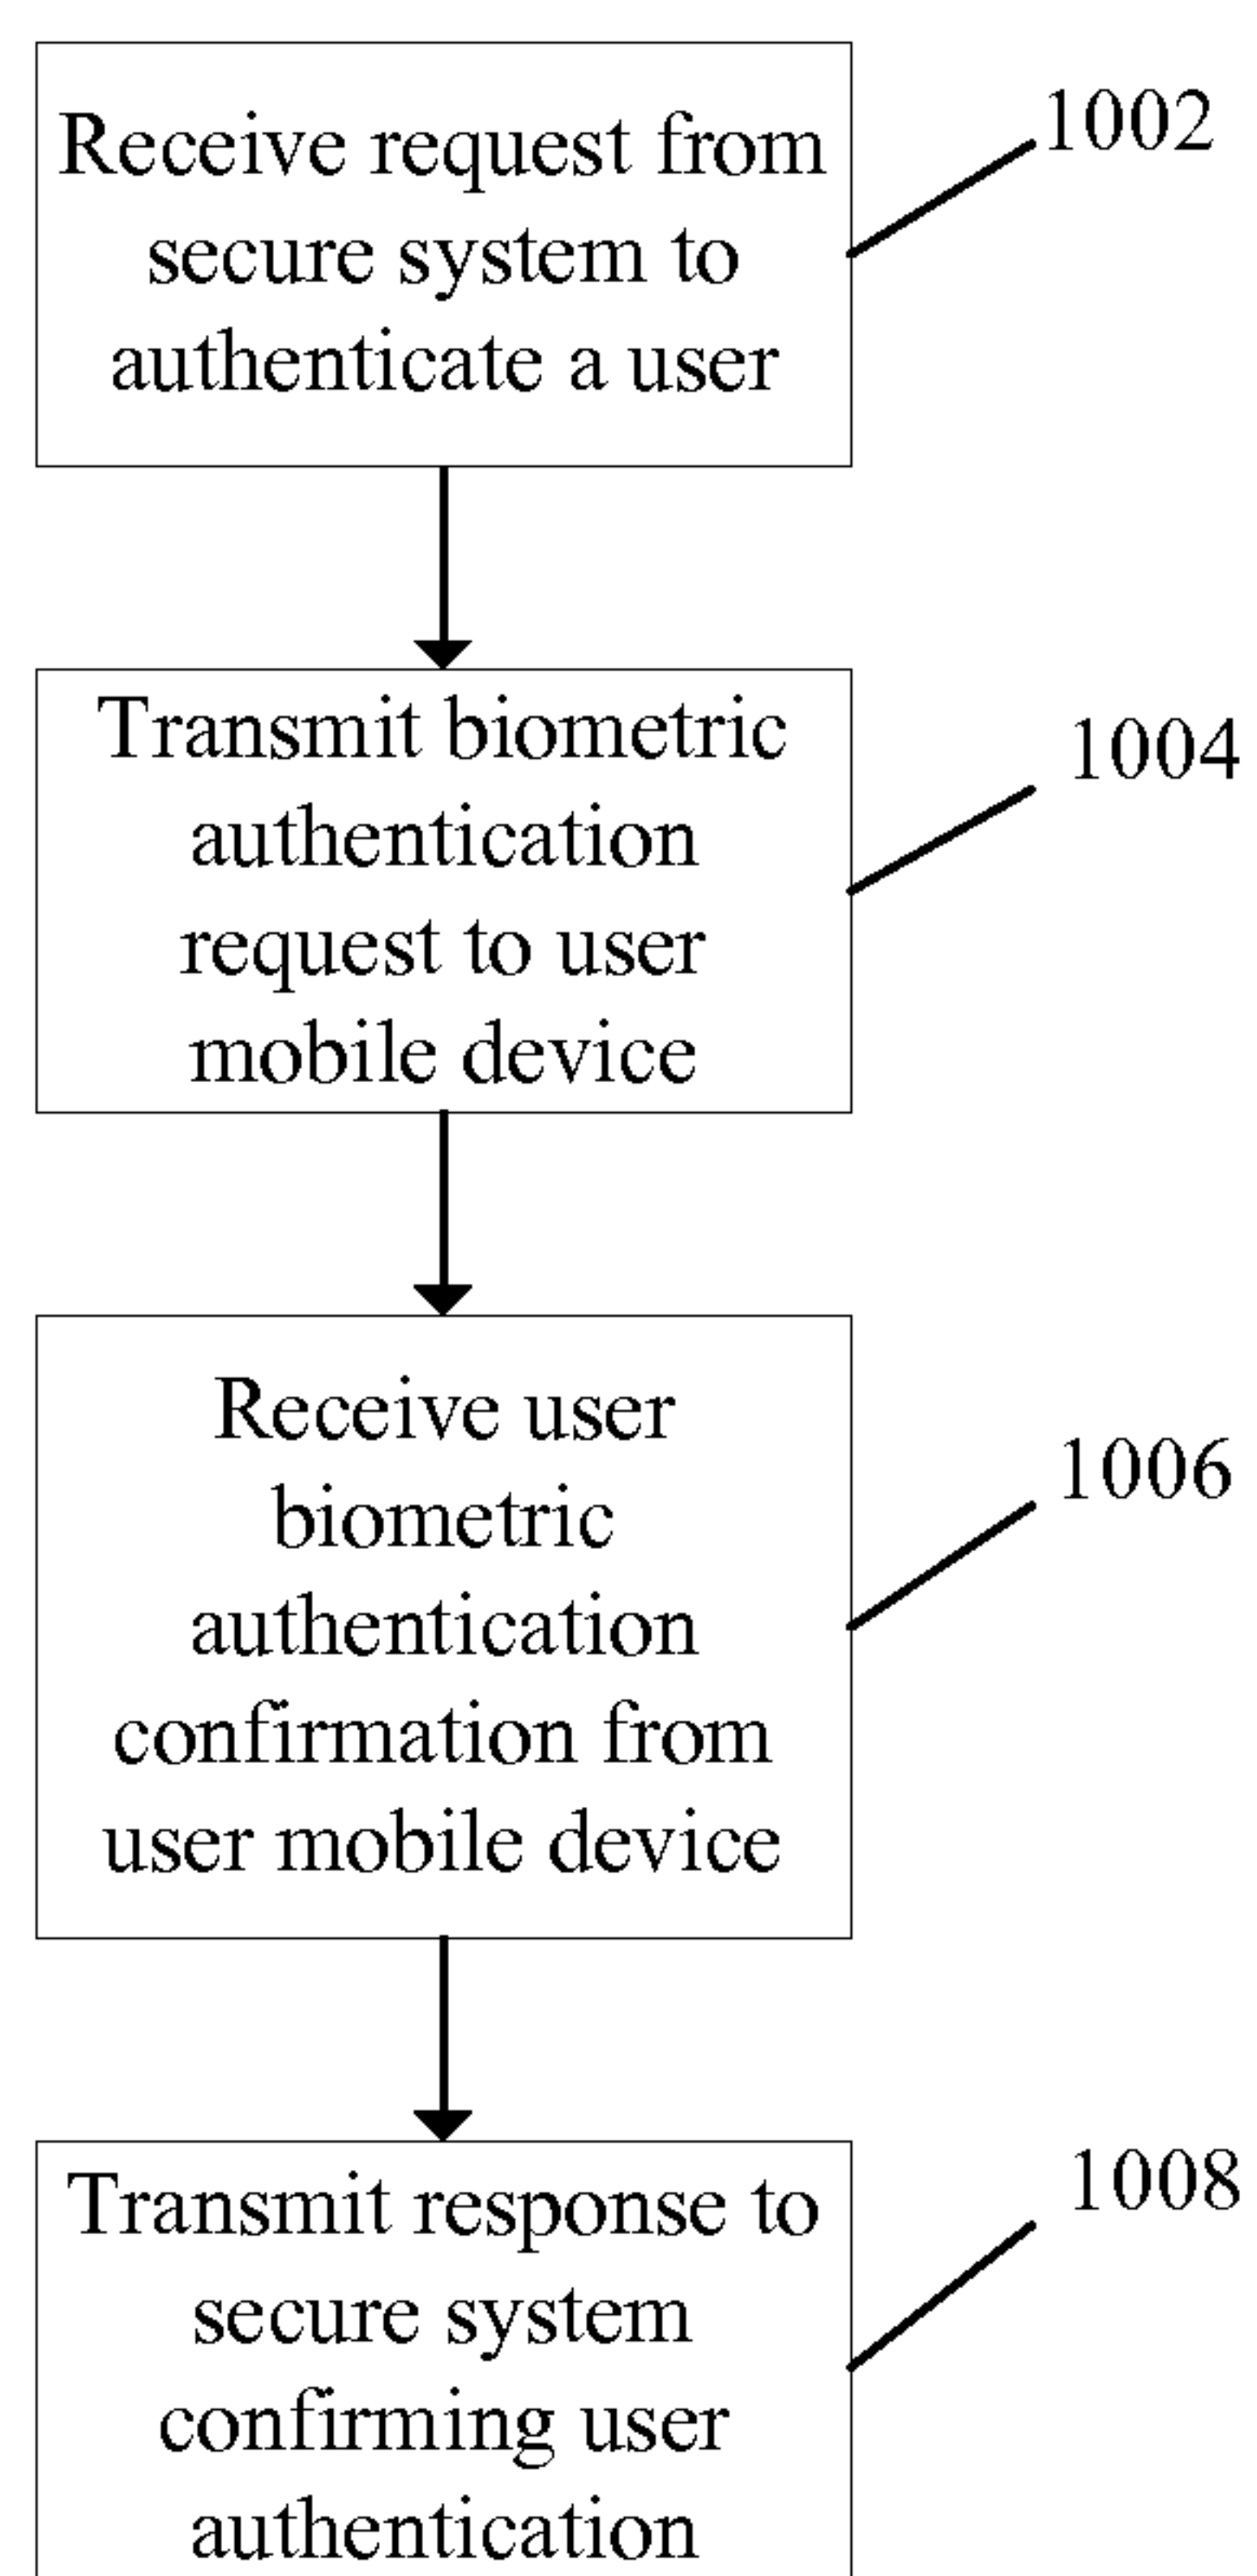 Receive request from
secure system to
authenticate a user
1002
Transmit biometric
authentication
request to user
mobile device
1004
Receive user
biometric
authentication
confirmation from
user mobile device
1006
Transmit response to
secure system
confirming user
authentication
1008